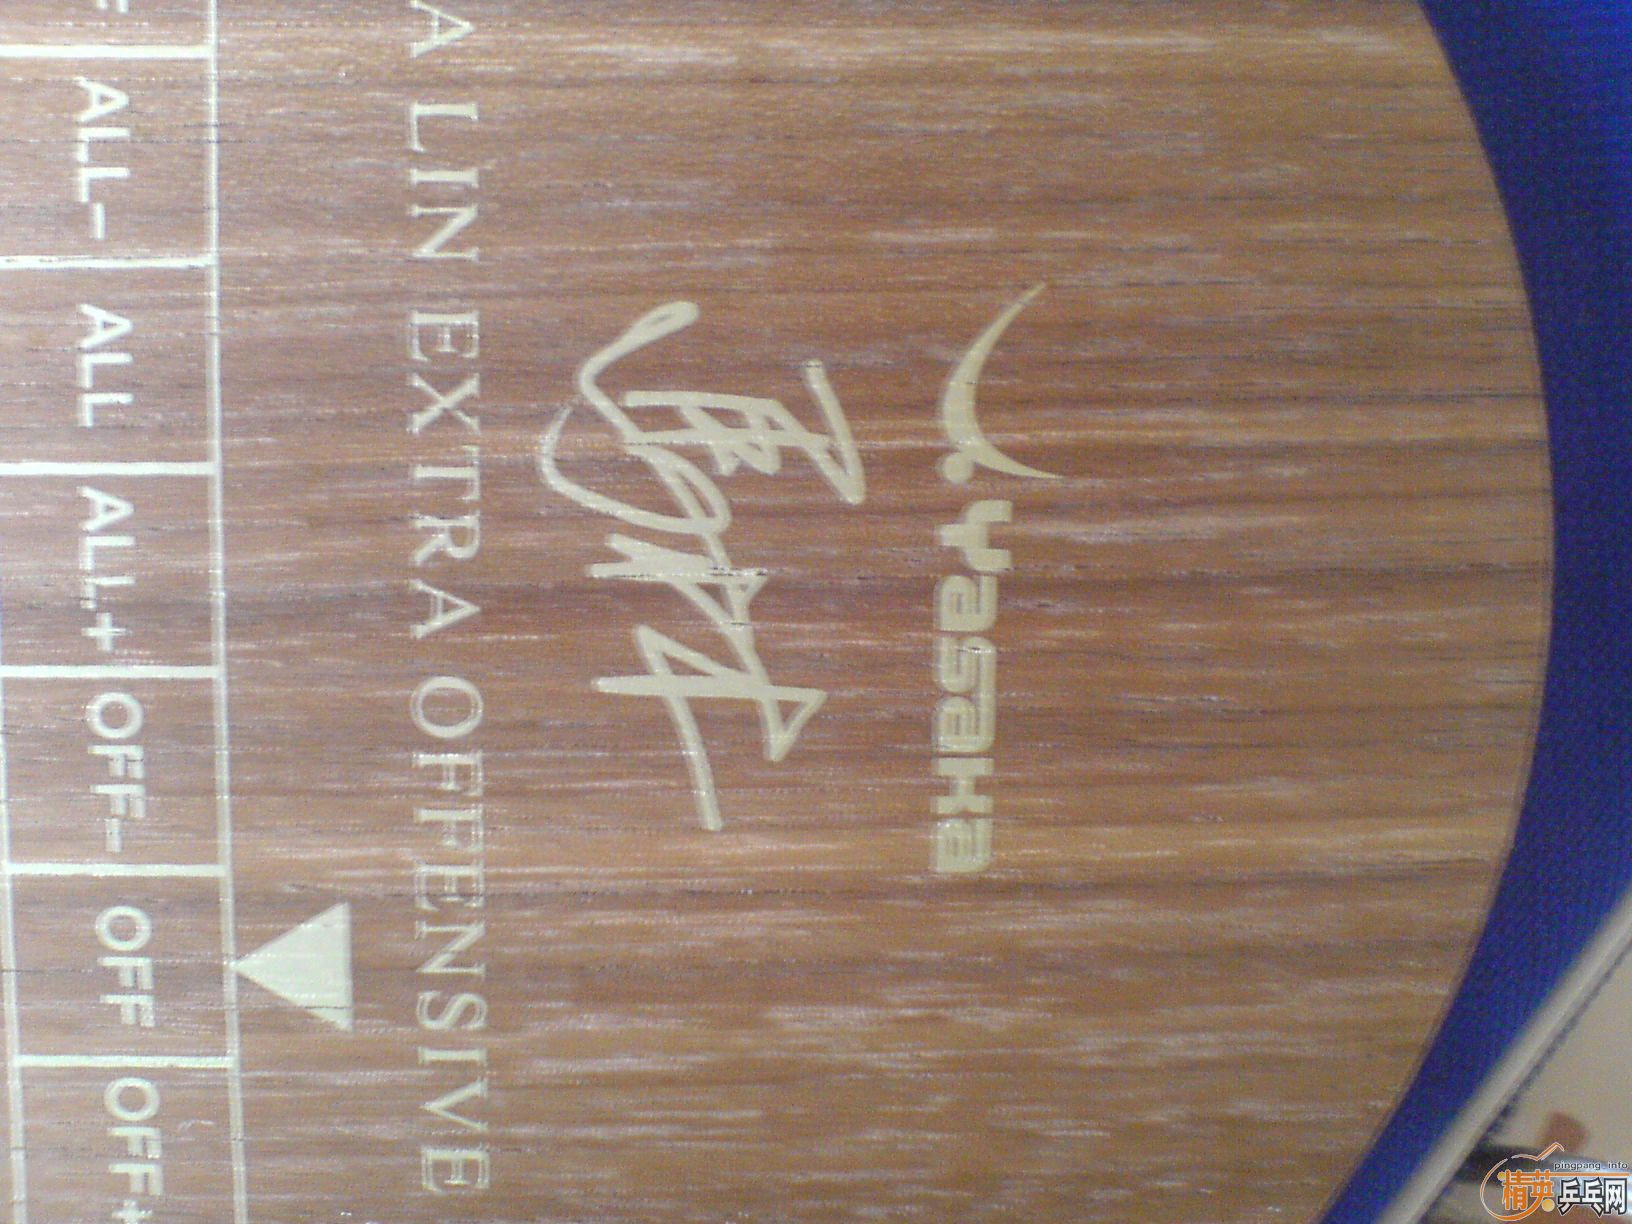 yasaka
A LIN EXTRA OFFENSIVE
ALL- ALL ALL+ OFF- OFF OFF+
pingpang.info
精英乒乓网